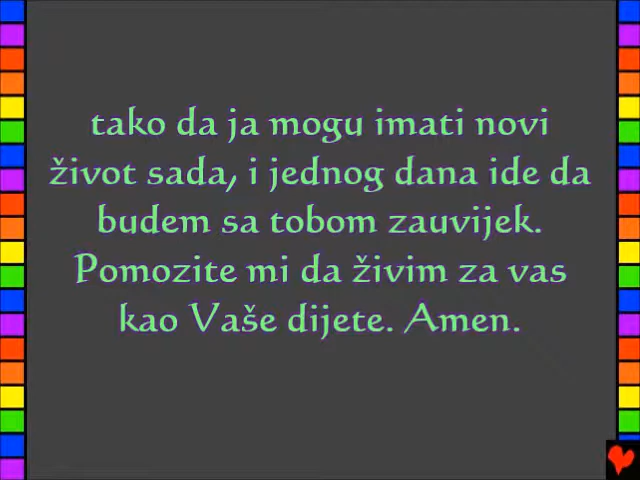 tako da ja mogu imati novi
život sada, i jednog dana ide da
budem sa tobom zauvijek.
Pomozite mi da živim za vas
kao Vaše dijete. Amen.